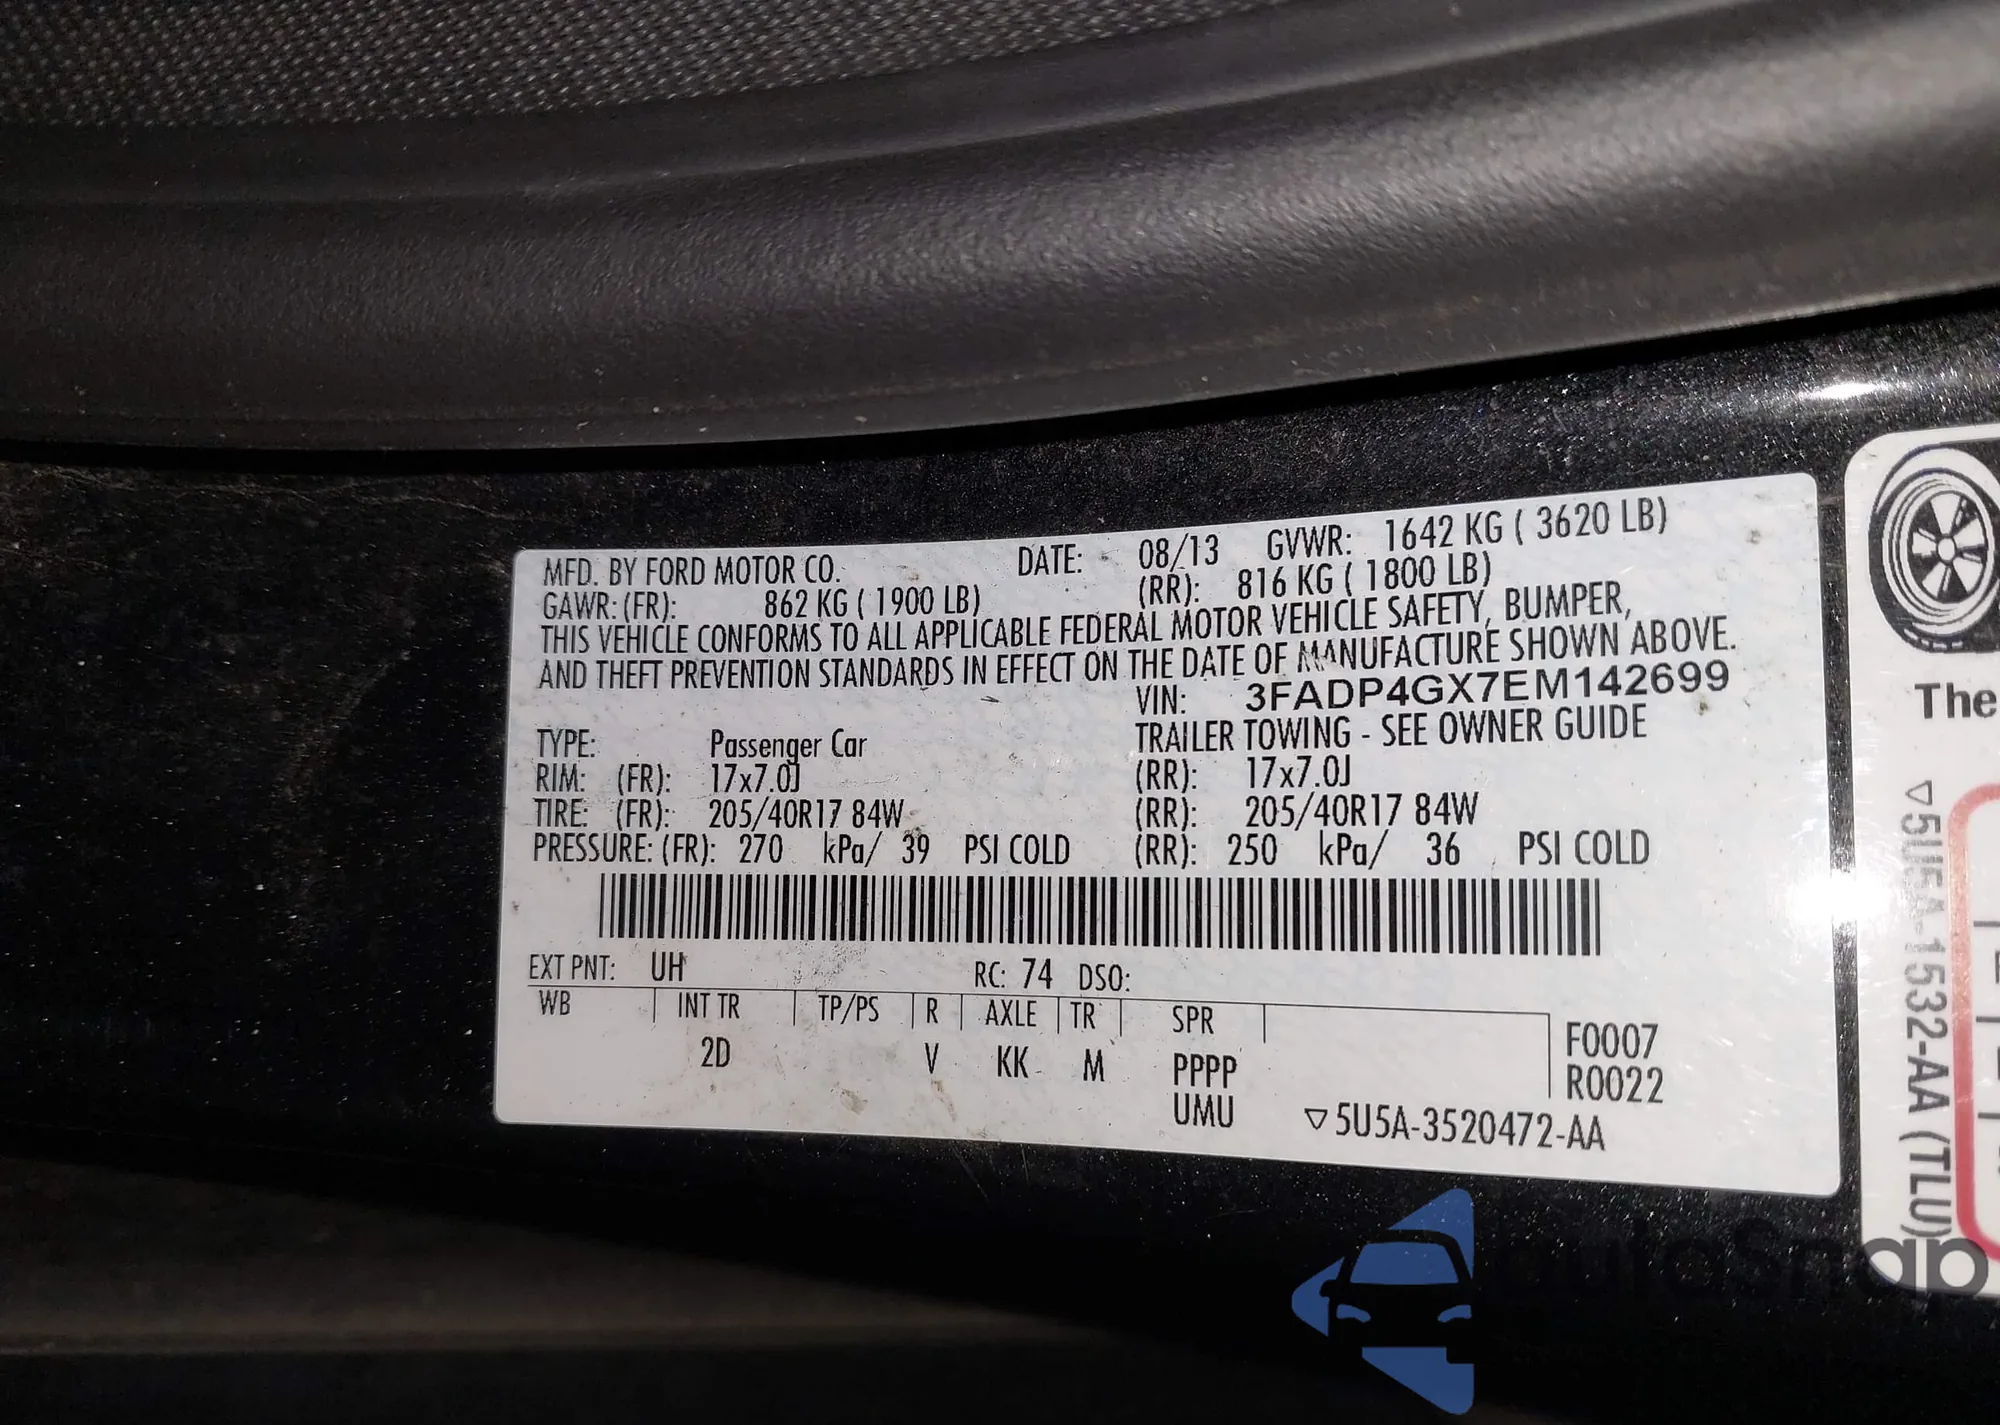 MFD. BY FORD MOTOR CO. DATE: 08/13 GVWR: 1642 KG ( 3620 LB)
GAWR: (FR): 862 KG ( 1900 LB) (RR): 816 KG ( 1800 LB)
THIS VEHICLE CONFORMS TO ALL APPLICABLE FEDERAL MOTOR VEHICLE SAFETY, BUMPER,
AND THEFT PREVENTION STANDARDS IN EFFECT ON THE DATE OF MANUFACTURE SHOWN ABOVE.
VIN: 3FADP4GX7EM142699
TYPE: Passenger Car TRAILER TOWING - SEE OWNER GUIDE
RIM: (FR): 17x7.0J (RR): 17x7.0J
TIRE: (FR): 205/40R17 84W (RR): 205/40R17 84W
PRESSURE: (FR): 270 kPa/ 39 PSI COLD (RR): 250 kPa/ 36 PSI COLD
EXT PNT: UH RC: 74 DSO:
WB INT TR TP/PS R AXLE TR SPR
2D V KK M PPPP
UMU
F0007
R0022
▽5U5A-3520472-AA
The
▽5U5A-1532-AA (TLU)
AutoSnap